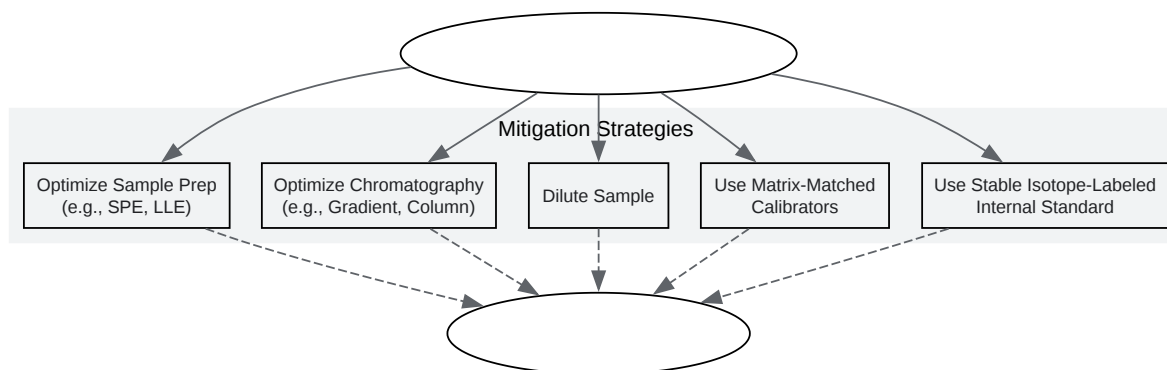 Mitigation Strategies
Optimize Sample Prep
(e.g., SPE, LLE)
Optimize Chromatography
(e.g., Gradient, Column)
Dilute Sample
Use Matrix-Matched
Calibrators
Use Stable Isotope-Labeled
Internal Standard